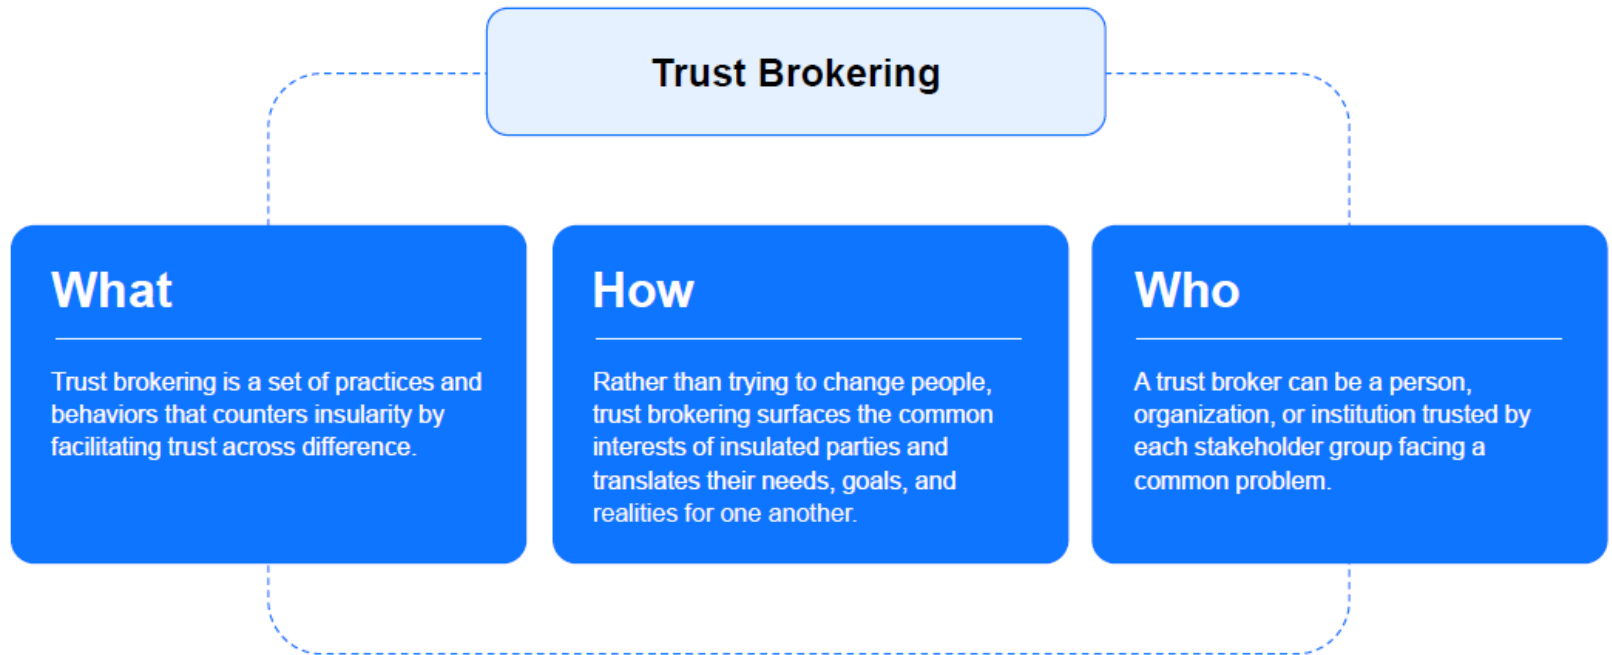 Trust Brokering
What
Trust brokering is a set of practices and
behaviors that counters insularity by
facilitating trust across difference.
How
Rather than trying to change people,
trust brokering surfaces the common
interests of insulated parties and
translates their needs, goals, and
realities for one another.
Who
A trust broker can be a person,
organization, or institution trusted by
each stakeholder group facing a
common problem.